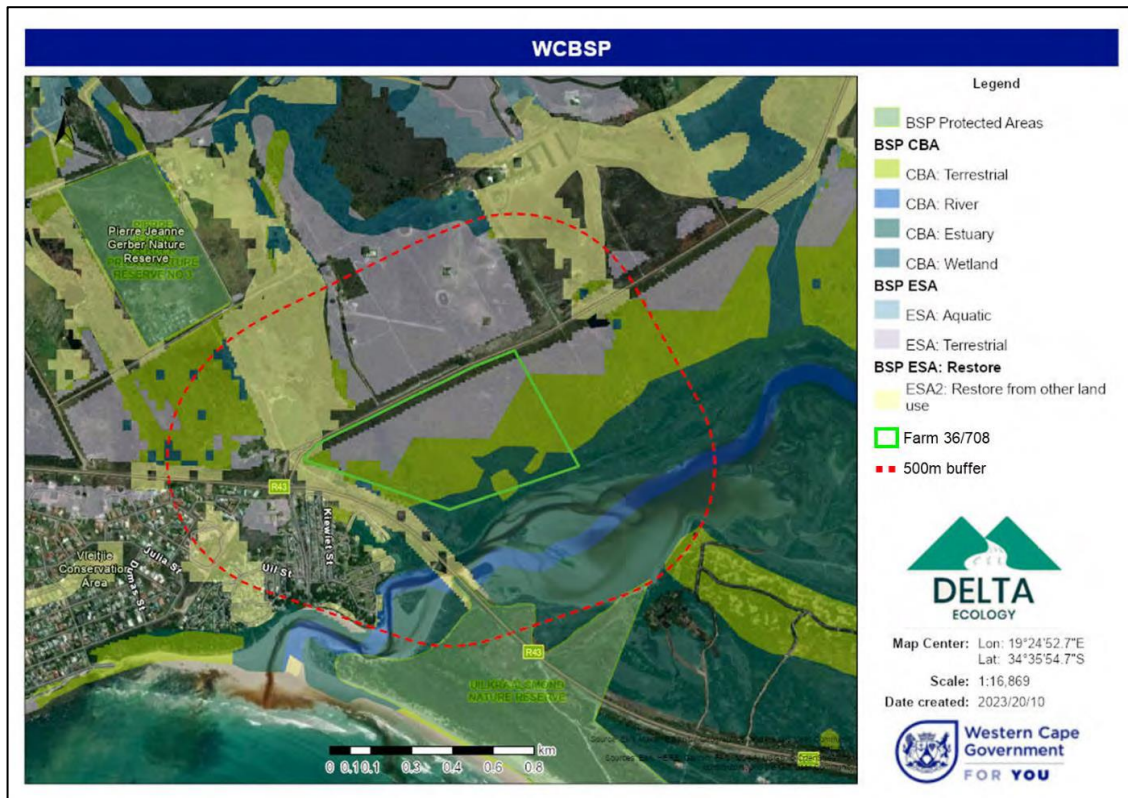 WCBSP
N
Pierre Jeanne
Gerber Nature
Reserve
R43
Kiewiet St
Uil St
Julia St
Dumas St
Vleitjie
Conservation
Area
R43
NATURE RESERVE
km
0 0.10.1 0.3 0.4 0.6 0.8
Legend
BSP Protected Areas
BSP CBA
CBA: Terrestrial
CBA: River
CBA: Estuary
CBA: Wetland
BSP ESA
ESA: Aquatic
ESA: Terrestrial
BSP ESA: Restore
ESA2: Restore from other land
use
Farm 36/708
500m buffer
DELTA
ECOLOGY
Map Center: Lon: 19°24'52.7"E
Lat: 34°35'54.7"S
Scale: 1:16,869
Date created: 2023/20/10
Western Cape
Government
FOR YOU